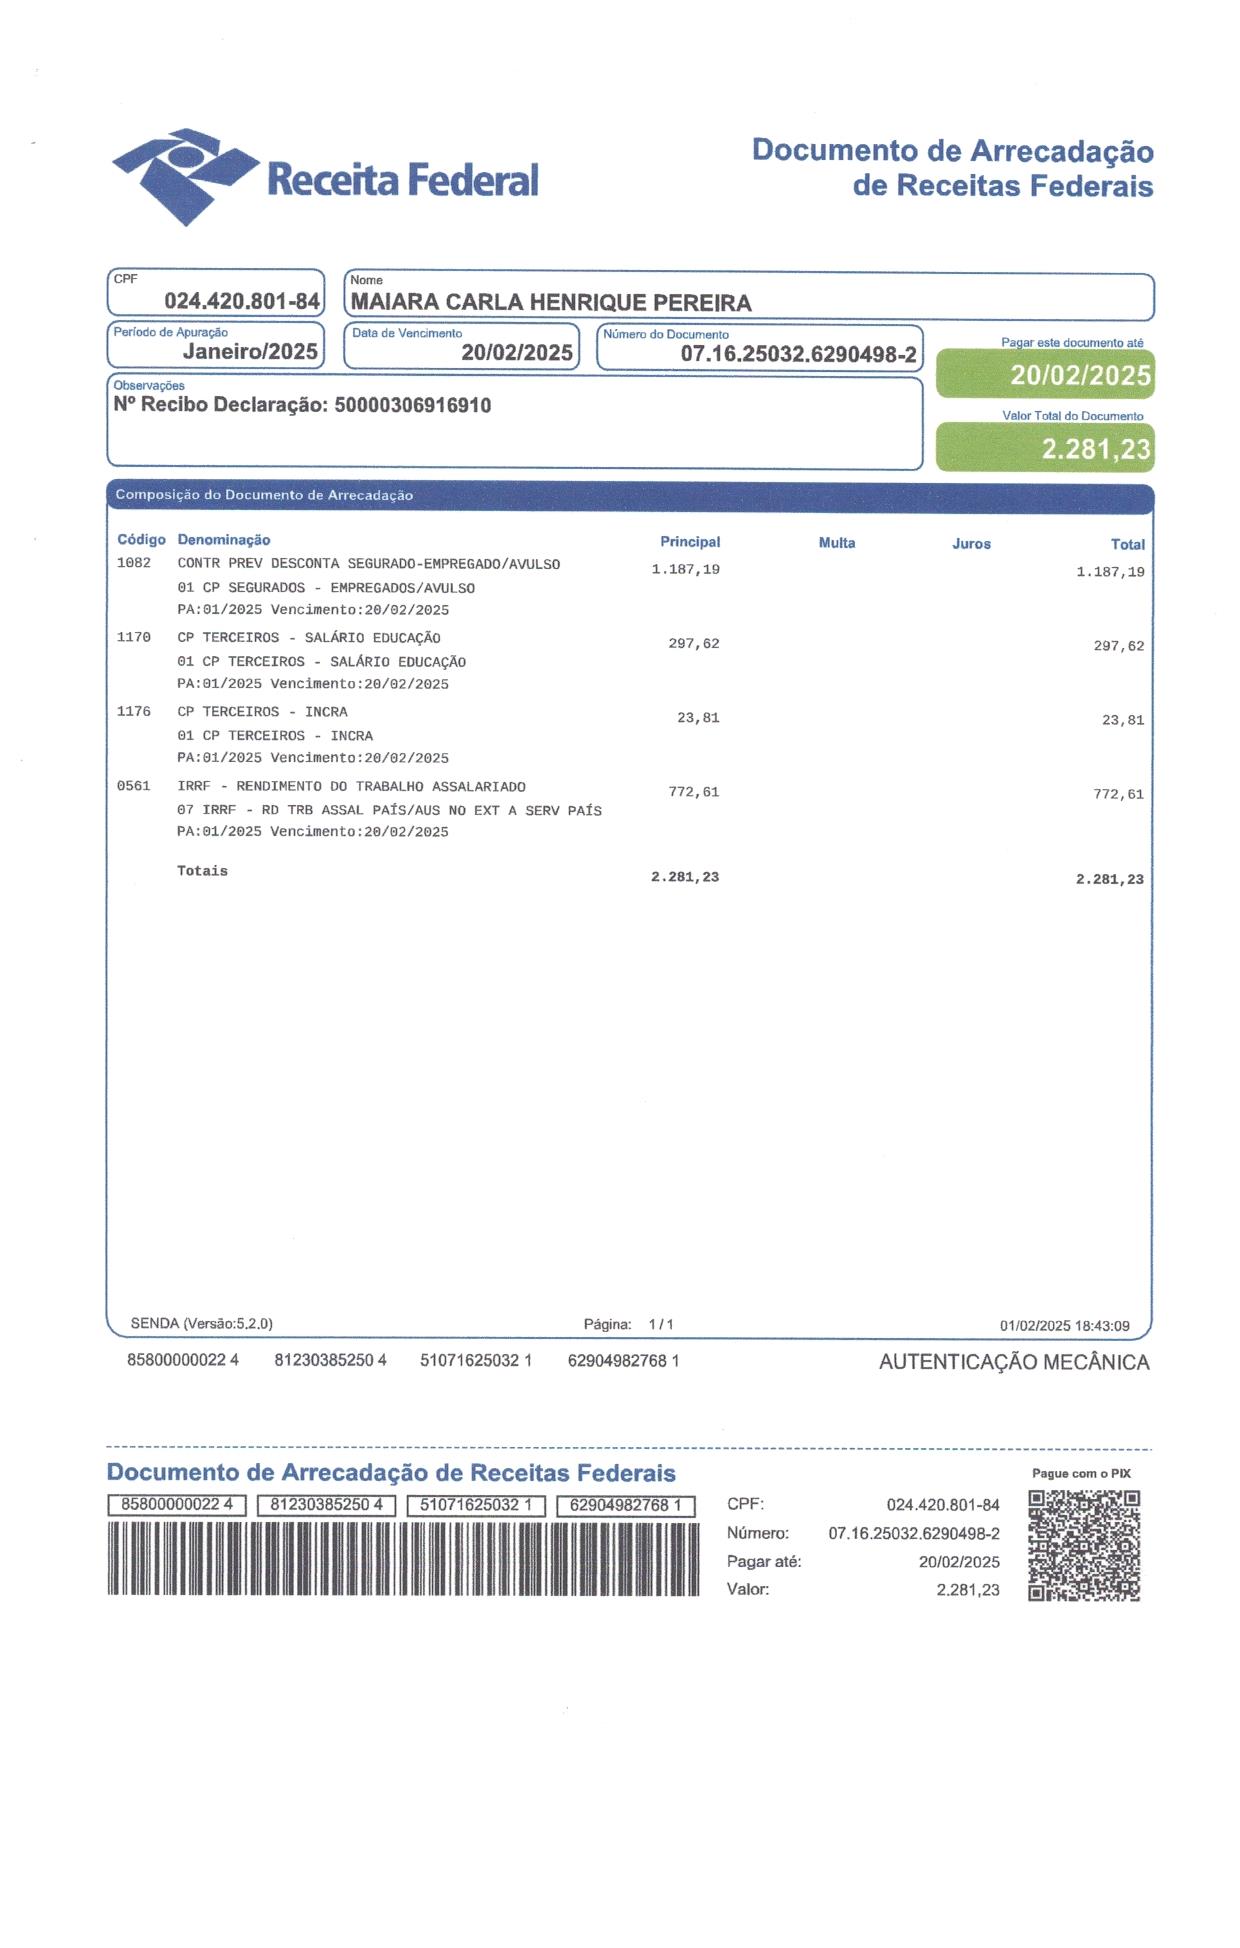 Receita Federal
Documento de Arrecadação
de Receitas Federais
CPF
024.420.801-84
Nome
MAIARA CARLA HENRIQUE PEREIRA
Período de Apuração
Janeiro/2025
Data de Vencimento
20/02/2025
Número do Documento
07.16.25032.6290498-2
Pagar este documento até
20/02/2025
Observações
Nº Recibo Declaração: 50000306916910
Valor Total do Documento
2.281,23
Composição do Documento de Arrecadação
Código Denominação Principal Multa Juros Total
1082 CONTR PREV DESCONTA SEGURADO-EMPREGADO/AVULSO 1.187,19 1.187,19
01 CP SEGURADOS - EMPREGADOS/AVULSO
PA:01/2025 Vencimento:20/02/2025
1170 CP TERCEIROS - SALÁRIO EDUCAÇÃO 297,62 297,62
01 CP TERCEIROS - SALÁRIO EDUCAÇÃO
PA:01/2025 Vencimento:20/02/2025
1176 CP TERCEIROS - INCRA 23,81 23,81
01 CP TERCEIROS - INCRA
PA:01/2025 Vencimento:20/02/2025
0561 IRRF - RENDIMENTO DO TRABALHO ASSALARIADO 772,61 772,61
07 IRRF - RD TRB ASSAL PAÍS/AUS NO EXT A SERV PAÍS
PA:01/2025 Vencimento:20/02/2025
Totais 2.281,23 2.281,23
SENDA (Versão:5.2.0) Página: 1 / 1 01/02/2025 18:43:09
85800000022 4 81230385250 4 51071625032 1 62904982768 1 AUTENTICAÇÃO MECÂNICA
Documento de Arrecadação de Receitas Federais
Pague com o PIX
85800000022 4 81230385250 4 51071625032 1 62904982768 1
CPF: 024.420.801-84
Número: 07.16.25032.6290498-2
Pagar até: 20/02/2025
Valor: 2.281,23